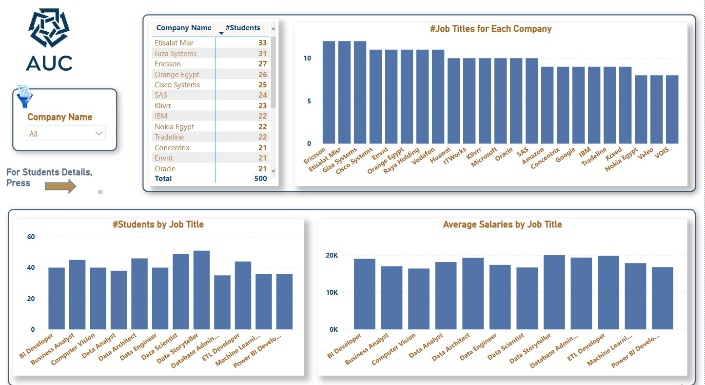 AUC
Company Name
All
For Students Details,
Press
Company Name #Students
Etisalat Misr 33
Giza Systems 31
Ericsson 27
Orange Egypt 26
Cisco Systems 25
SAS 24
Klivrr 23
IBM 22
Nokia Egypt 22
Tradeline 22
Concentrix 21
Envnt 21
Oracle 21
Total 500
#Job Titles for Each Company
10
5
0
Ericsson
Etisalat Misr
Giza Systems
Cisco Systems
Envnt
Orange Egypt
Raya Holding
Vodafon
Huawei
ITWorks
Klivrr
Microsoft
Oracle
SAS
Amazon
Concentrix
Google
IBM
Tradeline
Xceed
Nokia Egypt
Valeo
VOIS
#Students by Job Title
60
40
20
0
BI Developer
Business Analyst
Computer Vision
Data Analyst
Data Architect
Data Engineer
Data Scientist
Data Storyteller
Database Admin...
ETL Developer
Machine Learni...
Power BI Develo...
Average Salaries by Job Title
20K
10K
0K
BI Developer
Business Analyst
Computer Vision
Data Analyst
Data Architect
Data Engineer
Data Scientist
Data Storyteller
Database Admin...
ETL Developer
Machine Learni...
Power BI Develo...